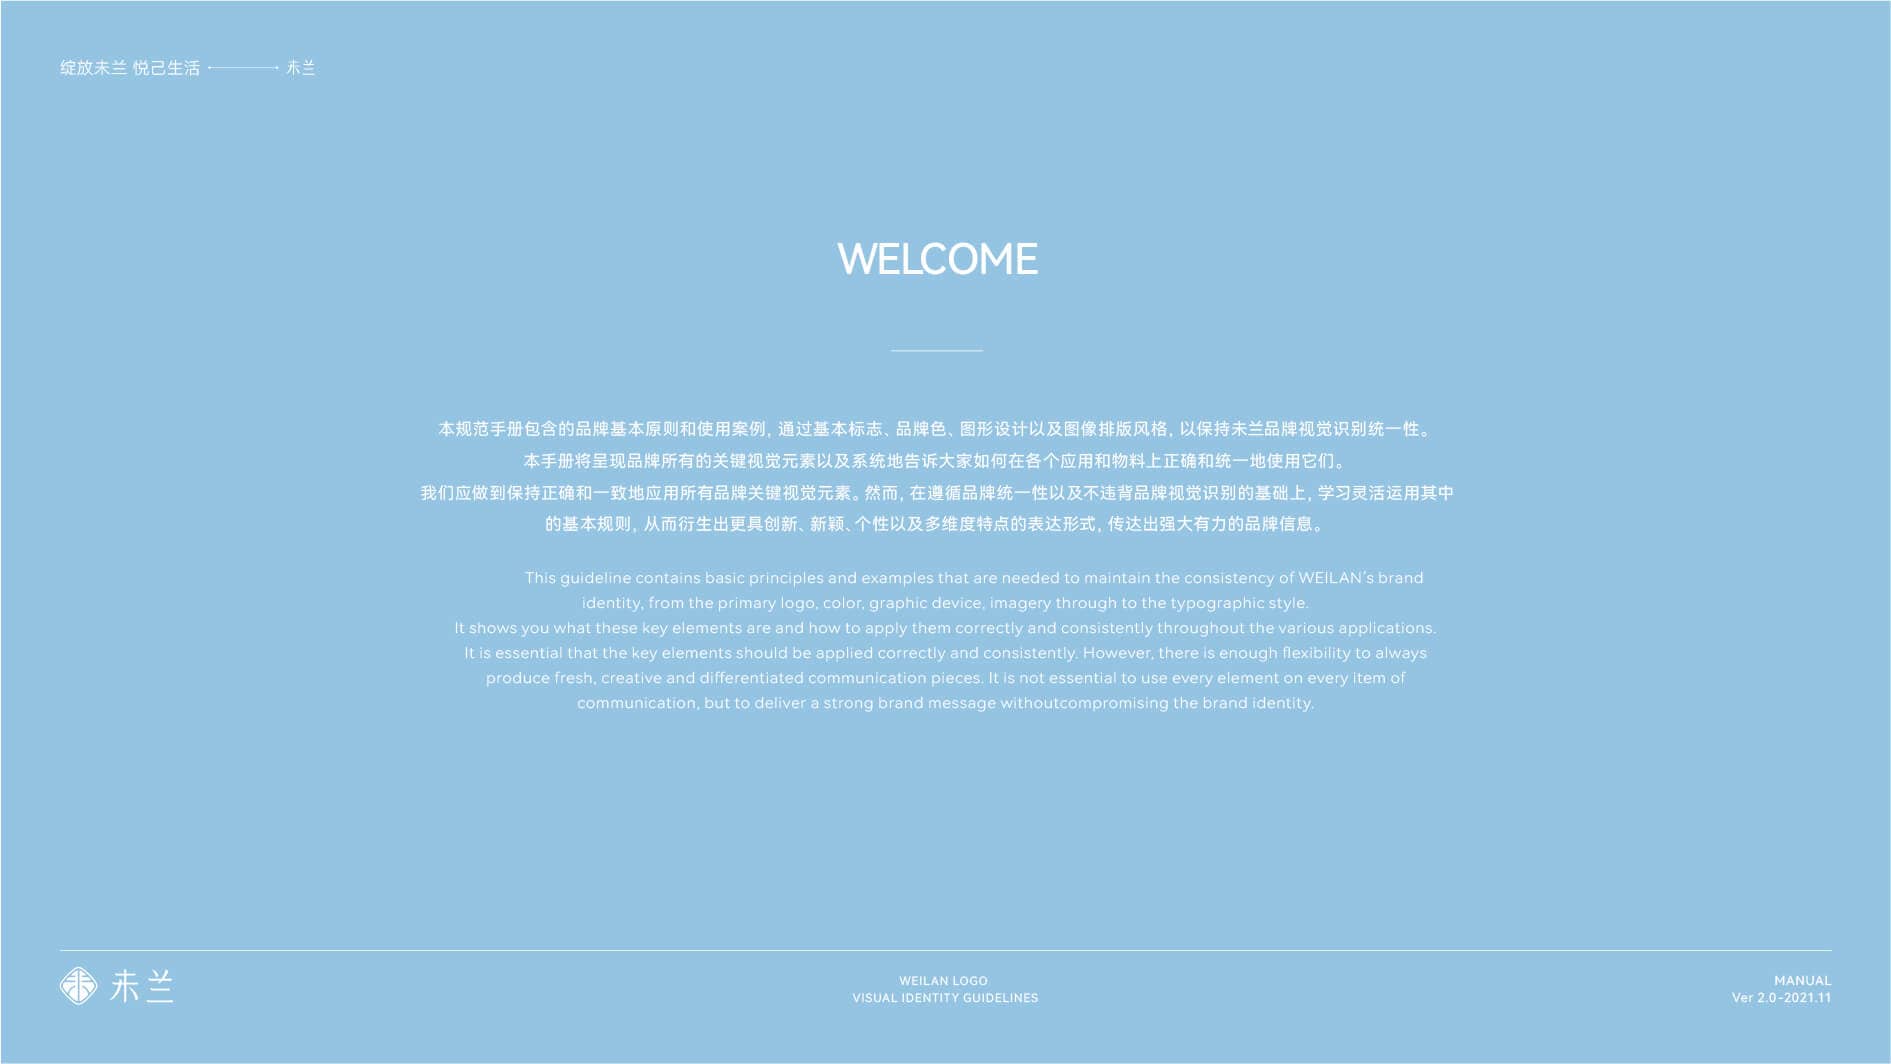 绽放未兰 悦己生活 未兰
WELCOME
本规范手册包含的品牌基本原则和使用案例，通过基本标志、品牌色、图形设计以及图像排版风格，以保持未兰品牌视觉识别统一性。
本手册将呈现品牌所有的关键视觉元素以及系统地告诉大家如何在各个应用和物料上正确和统一地使用它们。
我们应做到保持正确和一致地应用所有品牌关键视觉元素。然而，在遵循品牌统一性以及不违背品牌视觉识别的基础上，学习灵活运用其中
的基本规则，从而衍生出更具创新、新颖、个性以及多维度特点的表达形式，传达出强大有力的品牌信息。
This guideline contains basic principles and examples that are needed to maintain the consistency of WEILAN's brand
identity, from the primary logo, color, graphic device, imagery through to the typographic style.
It shows you what these key elements are and how to apply them correctly and consistently throughout the various applications.
It is essential that the key elements should be applied correctly and consistently. However, there is enough flexibility to always
produce fresh, creative and differentiated communication pieces. It is not essential to use every element on every item of
communication, but to deliver a strong brand message withoutcompromising the brand identity.
未兰
WEILAN LOGO
VISUAL IDENTITY GUIDELINES
MANUAL
Ver 2.0-2021.11